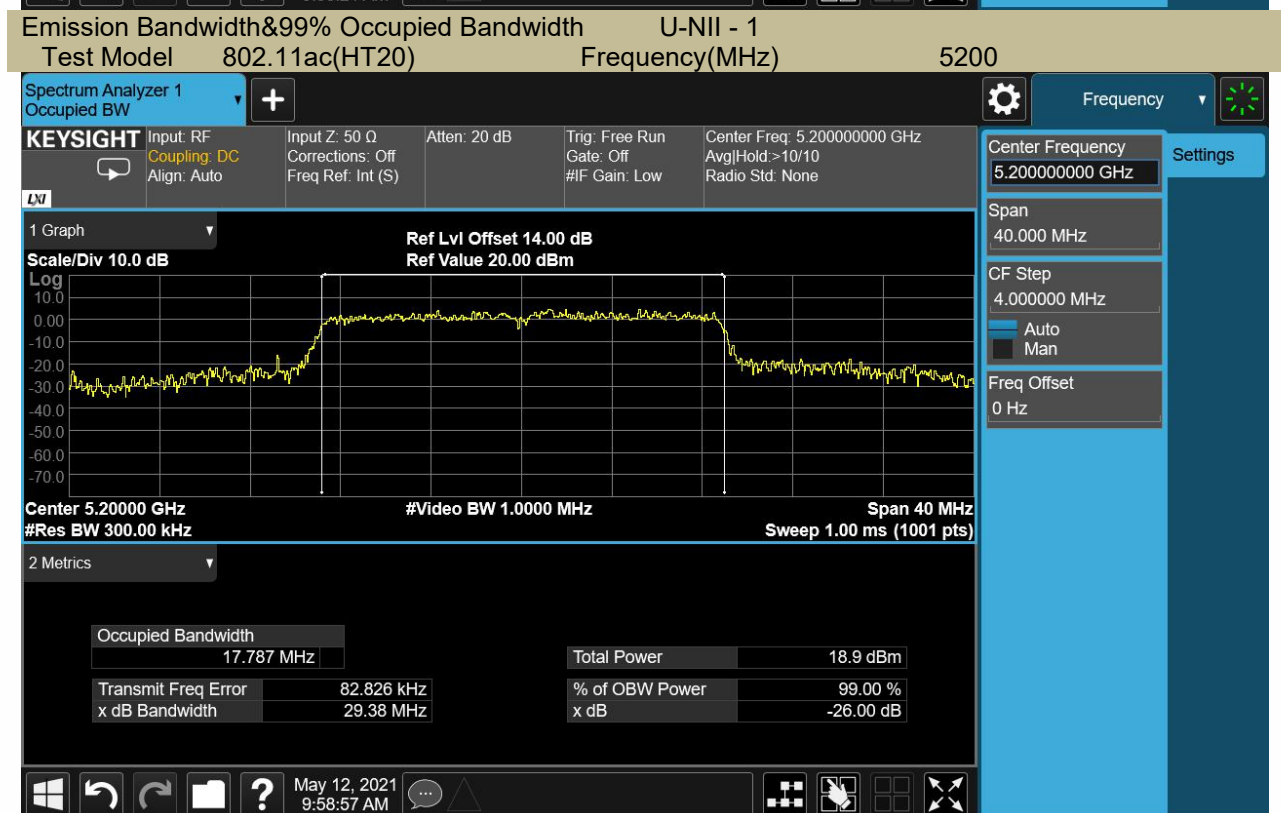 Emission Bandwidth&99% Occupied Bandwidth U-NII - 1
Test Model 802.11ac(HT20) Frequency(MHz) 5200
Spectrum Analyzer 1
Occupied BW
+
Frequency
KEYSIGHT
LXI
Input: RF
Coupling: DC
Align: Auto
Input Z: 50 Ω
Corrections: Off
Freq Ref: Int (S)
Atten: 20 dB
Trig: Free Run
Gate: Off
#IF Gain: Low
Center Freq: 5.200000000 GHz
Avg|Hold:>10/10
Radio Std: None
Center Frequency
5.200000000 GHz
Settings
Span
40.000 MHz
CF Step
4.000000 MHz
Auto
Man
Freq Offset
0 Hz
1 Graph
Scale/Div 10.0 dB
Ref Lvl Offset 14.00 dB
Ref Value 20.00 dBm
Log
10.0
0.00
-10.0
-20.0
-30.0
-40.0
-50.0
-60.0
-70.0
Center 5.20000 GHz
#Res BW 300.00 kHz
#Video BW 1.0000 MHz
Span 40 MHz
Sweep 1.00 ms (1001 pts)
2 Metrics
Occupied Bandwidth
17.787 MHz
Total Power 18.9 dBm
Transmit Freq Error 82.826 kHz
% of OBW Power 99.00 %
x dB Bandwidth 29.38 MHz
x dB -26.00 dB
?
May 12, 2021
9:58:57 AM